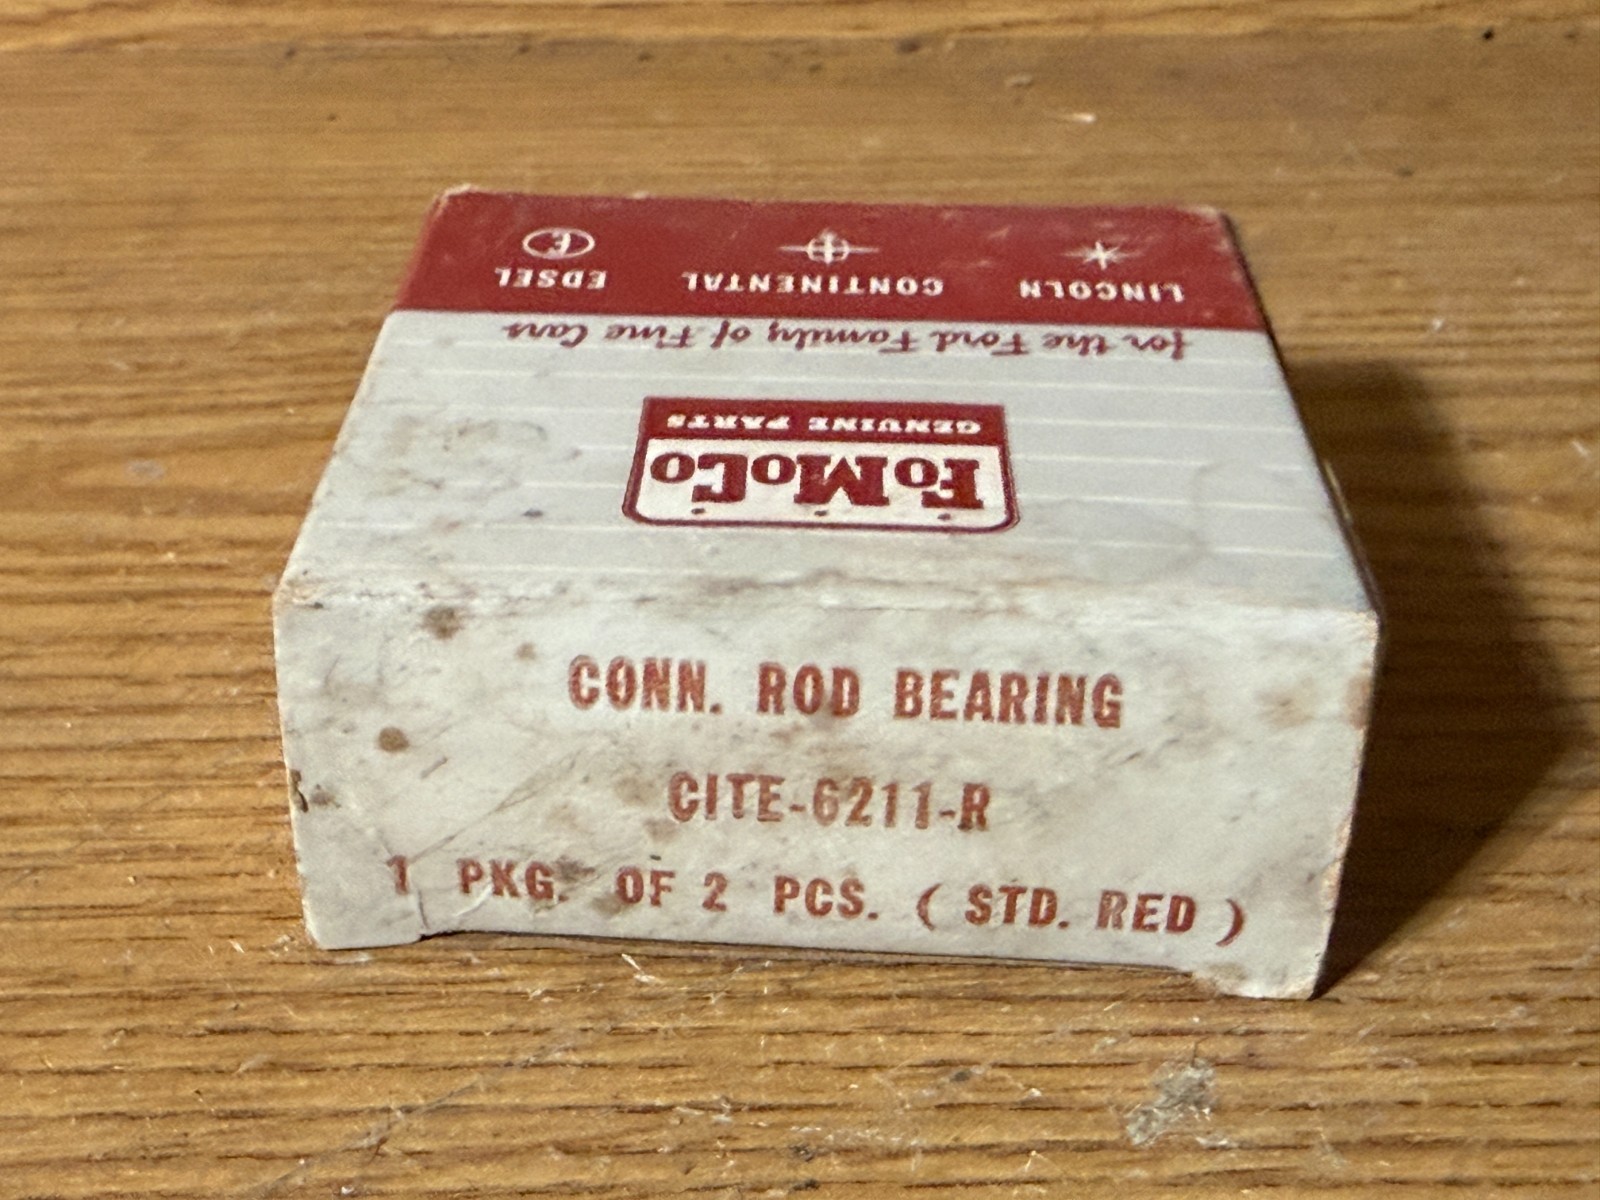 CONN. ROD BEARING
CITE-6211-R
1 PKG. OF 2 PCS. ( STD. RED )
FoMoCo
GENUINE PARTS
for the Ford Family of Fine Cars
LINCOLN CONTINENTAL EDSEL
E